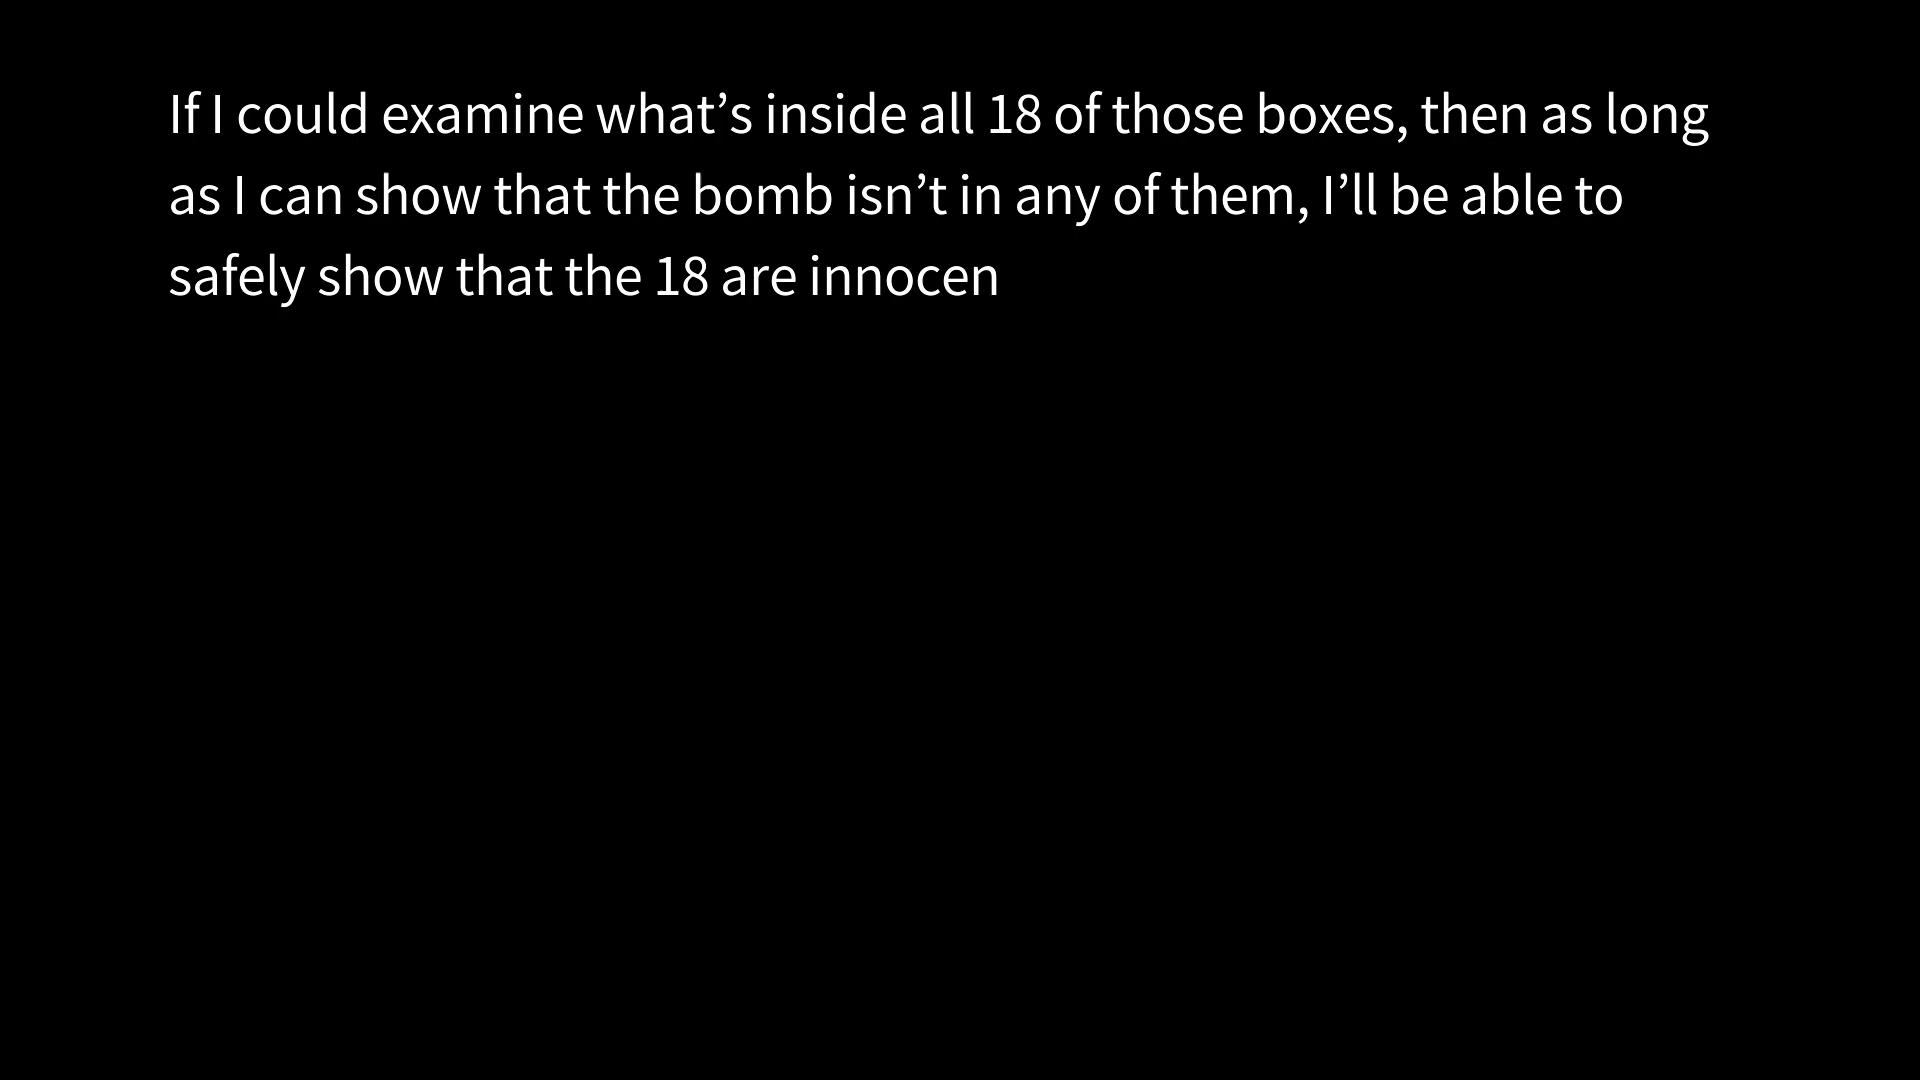 If I could examine what’s inside all 18 of those boxes, then as long
as I can show that the bomb isn’t in any of them, I’ll be able to
safely show that the 18 are innocen